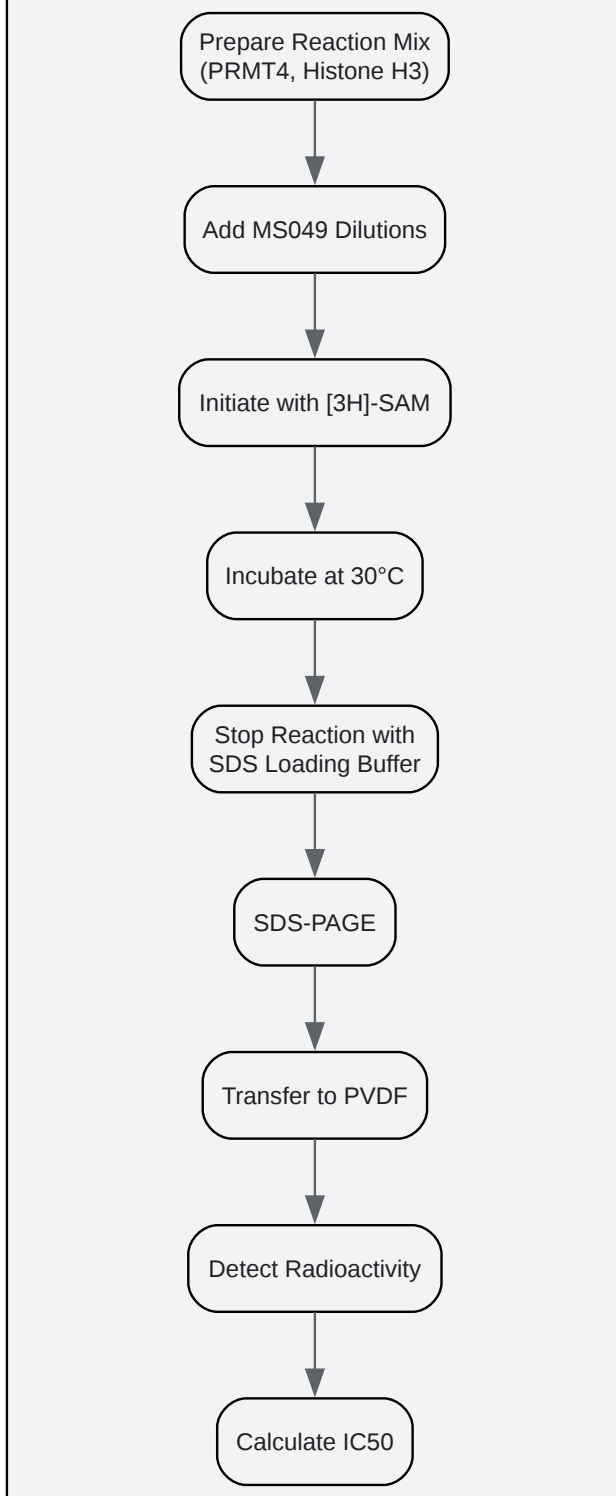 Prepare Reaction Mix
(PRMT4, Histone H3)
Add MS049 Dilutions
Initiate with [3H]-SAM
Incubate at 30°C
Stop Reaction with
SDS Loading Buffer
SDS-PAGE
Transfer to PVDF
Detect Radioactivity
Calculate IC50